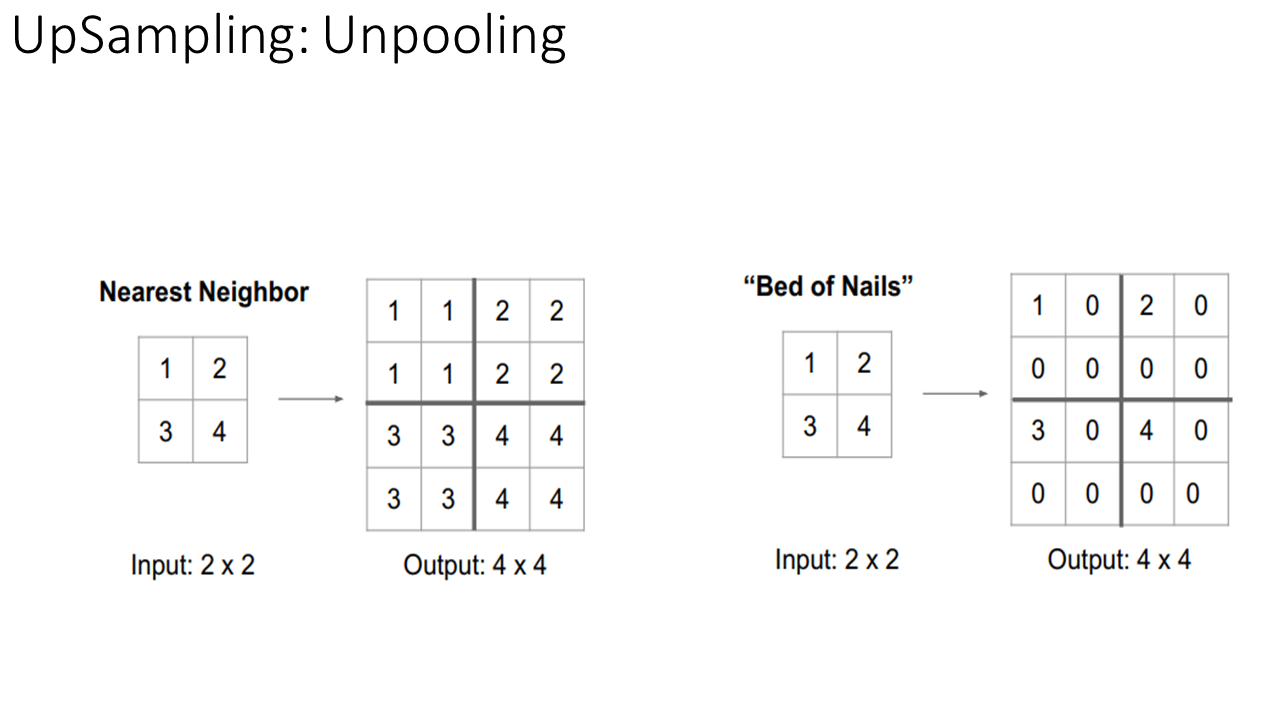 UpSampling: Unpooling
Nearest Neighbor
1 2
3 4
Input: 2 x 2
1 1 2 2
1 1 2 2
3 3 4 4
3 3 4 4
Output: 4 x 4
“Bed of Nails”
1 2
3 4
Input: 2 x 2
1 0 2 0
0 0 0 0
3 0 4 0
0 0 0 0
Output: 4 x 4